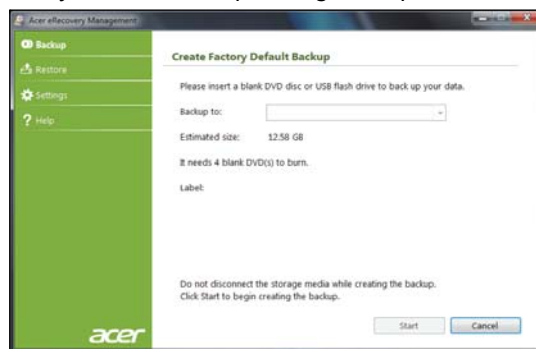 Acer eRecovery Management
Backup
Restore
Settings
? Help
Create Factory Default Backup
Please insert a blank DVD disc or USB flash drive to back up your data.
Backup to:
Estimated size: 12.58 GB
It needs 4 blank DVD(s) to burn.
Label:
Do not disconnect the storage media while creating the backup.
Click Start to begin creating the backup.
Start Cancel
acer